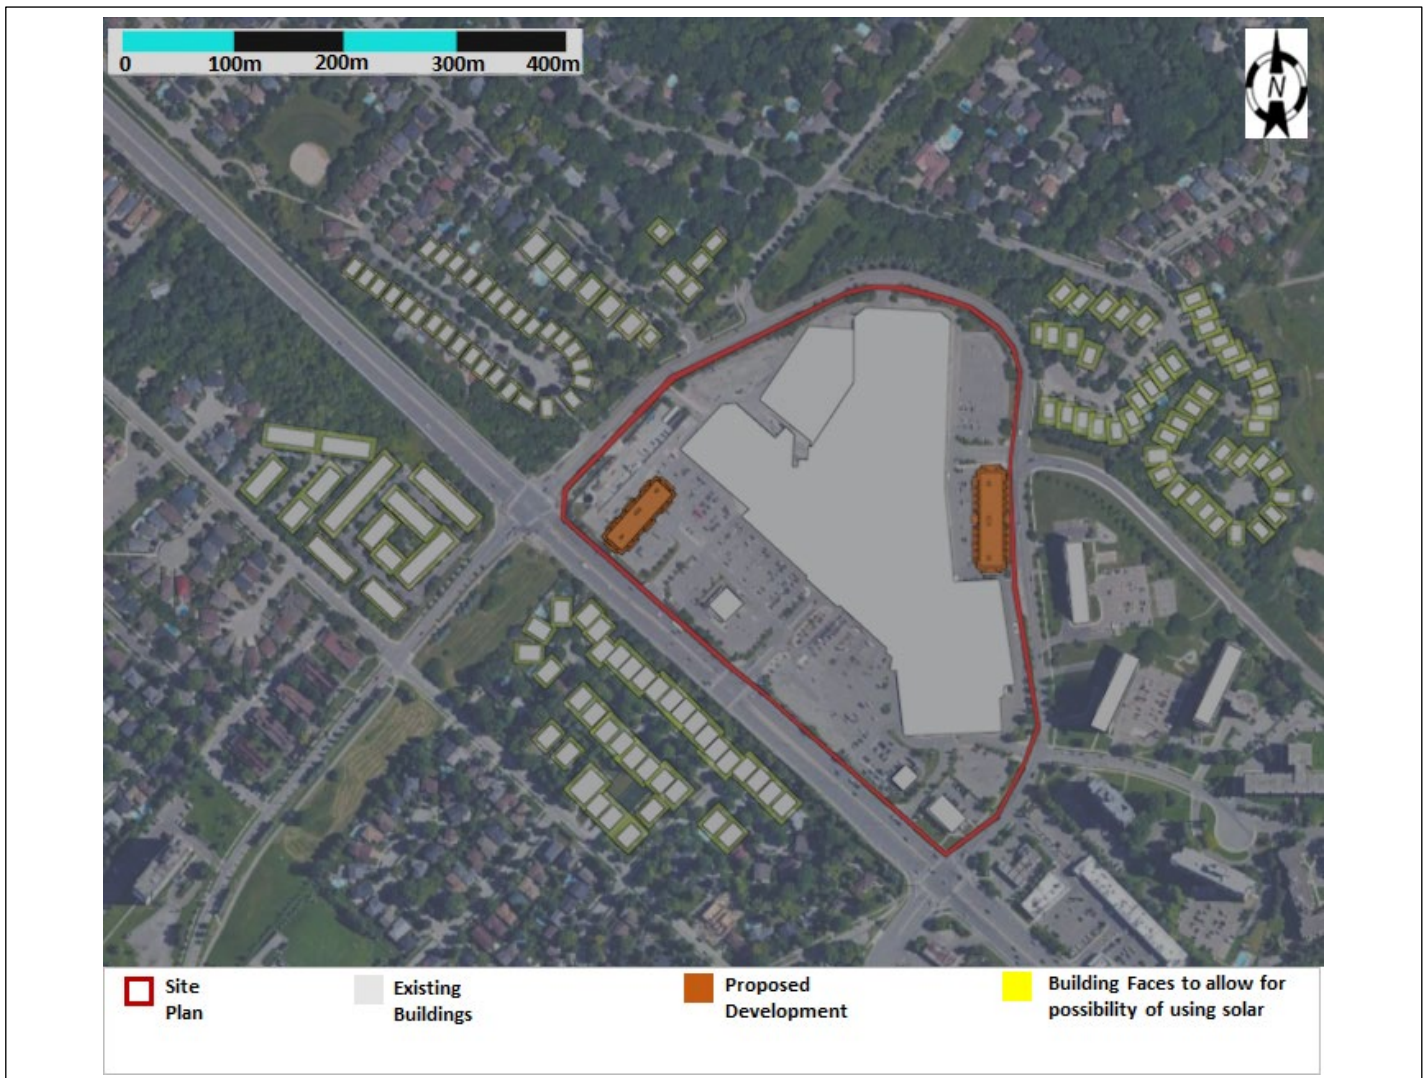 0 100m 200m 300m 400m
N
Site
Plan
Existing
Buildings
Proposed
Development
Building Faces to allow for
possibility of using solar